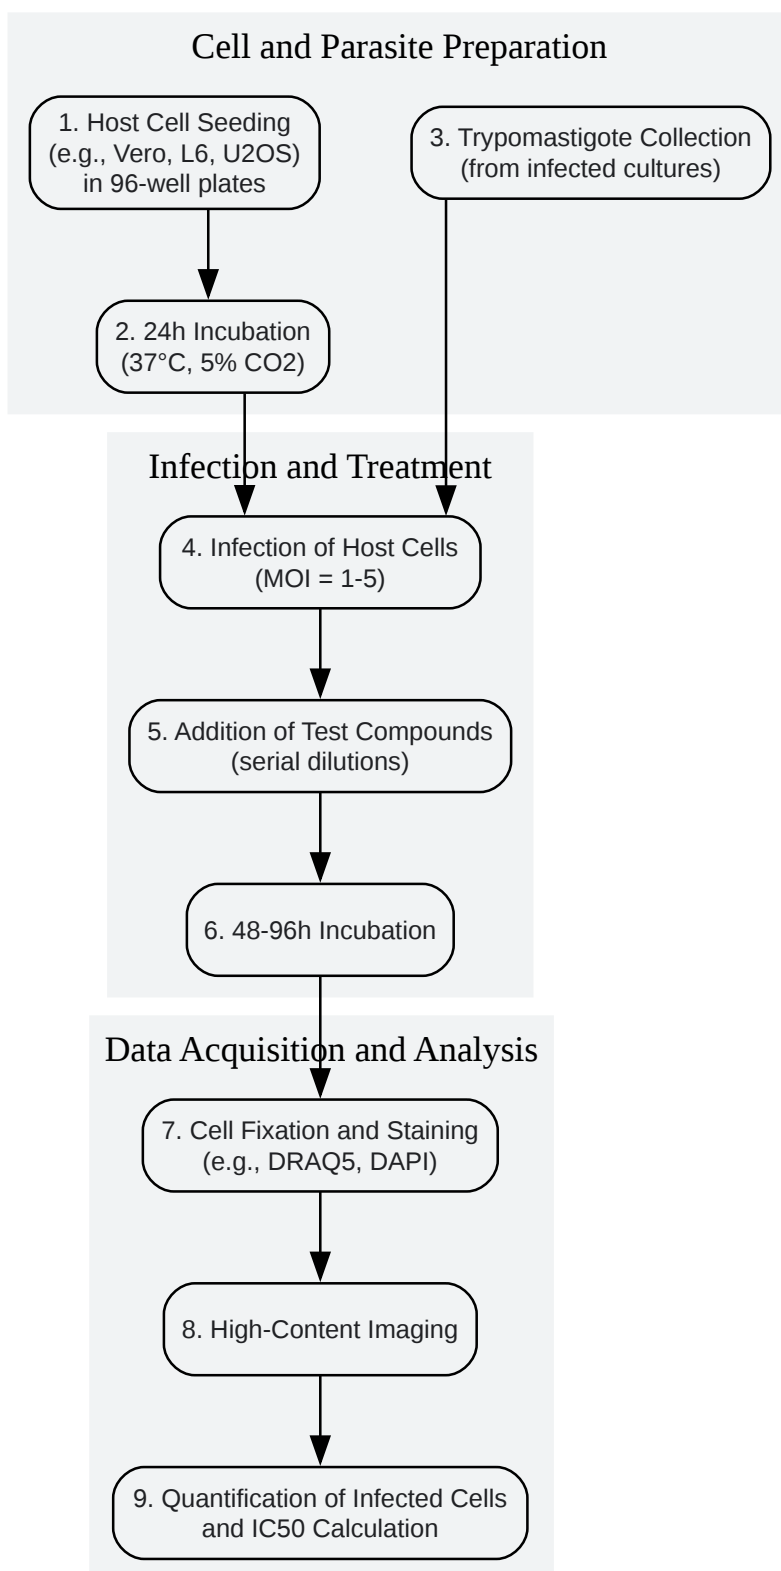 Cell and Parasite Preparation
1. Host Cell Seeding
(e.g., Vero, L6, U2OS)
in 96-well plates
3. Trypomastigote Collection
(from infected cultures)
2. 24h Incubation
(37°C, 5% CO2)
Infection and Treatment
4. Infection of Host Cells
(MOI = 1-5)
5. Addition of Test Compounds
(serial dilutions)
6. 48-96h Incubation
Data Acquisition and Analysis
7. Cell Fixation and Staining
(e.g., DRAQ5, DAPI)
8. High-Content Imaging
9. Quantification of Infected Cells
and IC50 Calculation